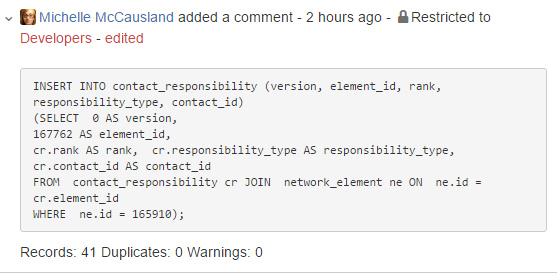 Michelle McCausland added a comment - 2 hours ago - Restricted to
Developers - edited
INSERT INTO contact_responsibility (version, element_id, rank,
responsibility_type, contact_id)
(SELECT  0 AS version,
167762 AS element_id,
cr.rank AS rank,  cr.responsibility_type AS responsibility_type,
cr.contact_id AS contact_id
FROM  contact_responsibility cr JOIN  network_element ne ON  ne.id =
cr.element_id
WHERE  ne.id = 165910);
Records: 41 Duplicates: 0 Warnings: 0